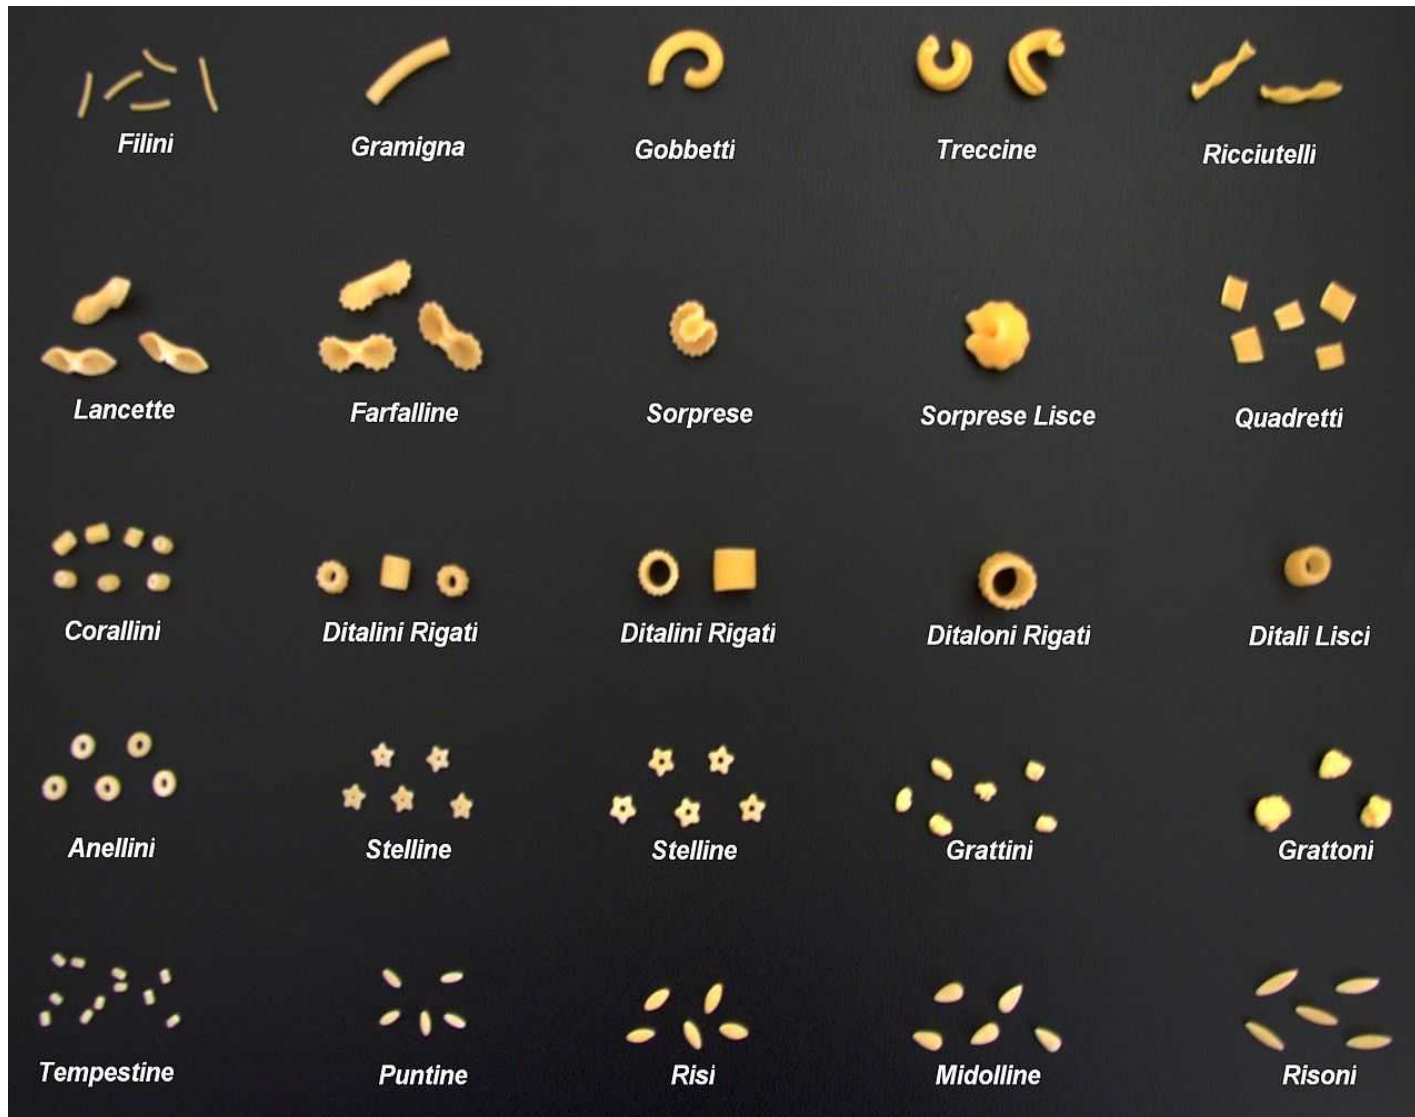 Filini
Gramigna
Gobbetti
Treccine
Ricciutelli
Lancette
Farfalline
Sorprese
Sorprese Lisce
Quadretti
Corallini
Ditalini Rigati
Ditalini Rigati
Ditaloni Rigati
Ditali Lisci
Anellini
Stelline
Stelline
Grattini
Grattoni
Tempestine
Puntine
Risi
Midolline
Risoni